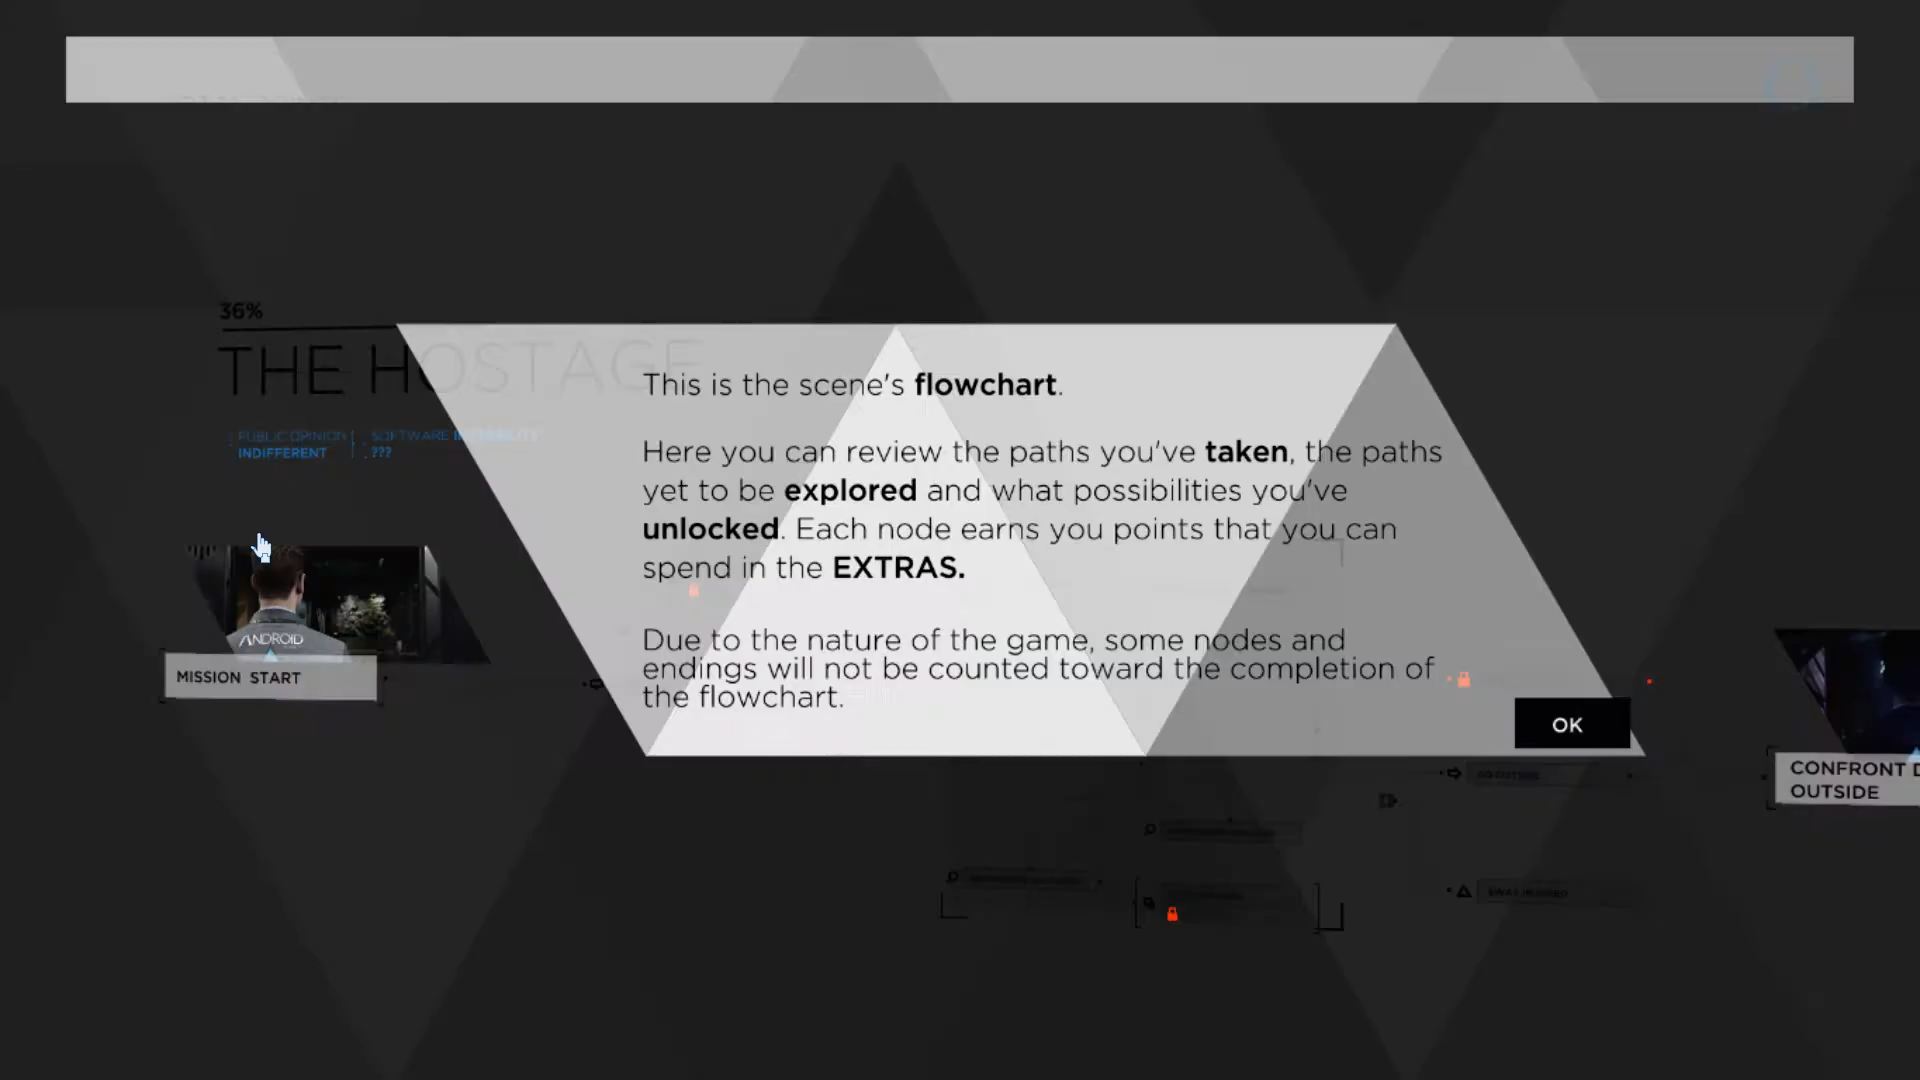 36%
THE HOSTAGE
PUBLIC OPINION
SOFTWARE INSTABILITY
INDIFFERENT
???
This is the scene's flowchart.
Here you can review the paths you've taken, the paths
yet to be explored and what possibilities you've
unlocked. Each node earns you points that you can
spend in the EXTRAS.
Due to the nature of the game, some nodes and
endings will not be counted toward the completion of
the flowchart.
OK
ANDROID
MISSION START
CONFRONT D
OUTSIDE